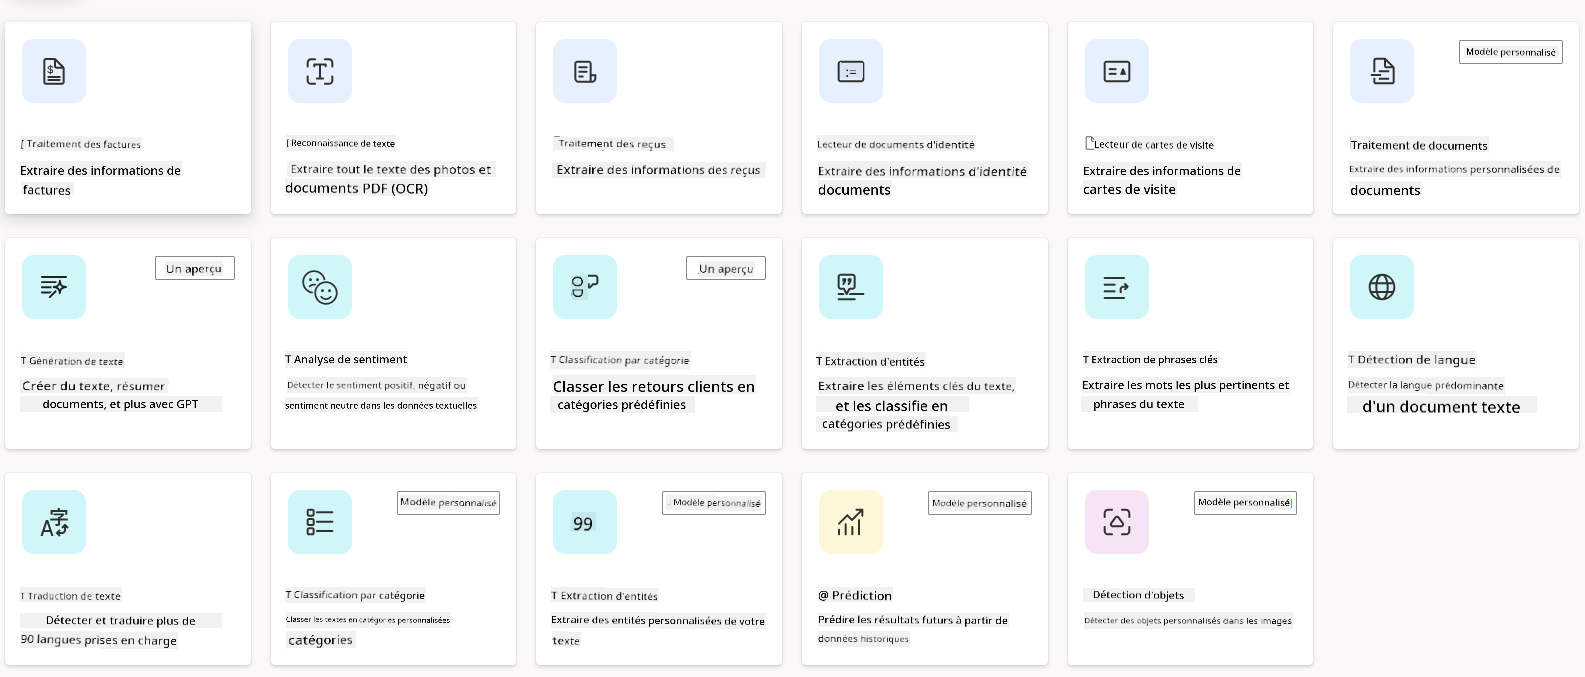 Modèle personnalisé
[ Traitement des factures
Extraire des informations de
factures
[ Reconnaissance de texte
Extraire tout le texte des photos et
documents PDF (OCR)
Traitement des reçus
Extraire des informations des reçus
Lecteur de documents d'identité
Extraire des informations d'identité
documents
Lecteur de cartes de visite
Extraire des informations de
cartes de visite
Traitement de documents
Extraire des informations personnalisées de
documents
Un aperçu
T Génération de texte
Créer du texte, résumer
documents, et plus avec GPT
T Analyse de sentiment
Détecter le sentiment positif, négatif ou
sentiment neutre dans les données textuelles
Un aperçu
T Classification par catégorie
Classer les retours clients en
catégories prédéfinies
T Extraction d'entités
Extraire les éléments clés du texte,
et les classifie en
catégories prédéfinies
T Extraction de phrases clés
Extraire les mots les plus pertinents et
phrases du texte
T Détection de langue
Détecter la langue prédominante
d'un document texte
A字
T Traduction de texte
Détecter et traduire plus de
90 langues prises en charge
Modèle personnalisé
T Classification par catégorie
Classer les textes en catégories personnalisées
catégories
99
Modèle personnalisé
T Extraction d'entités
Extraire des entités personnalisées de votre
texte
Modèle personnalisé
@ Prédiction
Prédire les résultats futurs à partir de
données historiques
Modèle personnalisé
Détection d'objets
Détecter des objets personnalisés dans les images